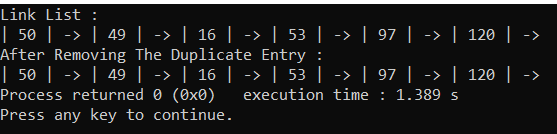 Link List :
| 50 | -> | 49 | -> | 16 | -> | 53 | -> | 97 | -> | 120 | ->
After Removing The Duplicate Entry :
| 50 | -> | 49 | -> | 16 | -> | 53 | -> | 97 | -> | 120 | ->
Process returned 0 (0x0)   execution time : 1.389 s
Press any key to continue.